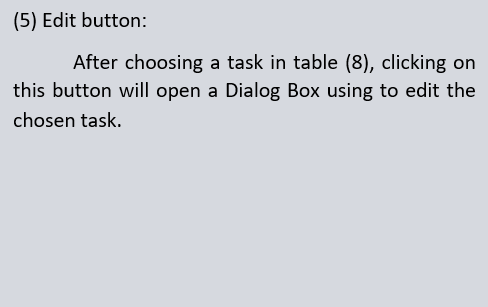 (5) Edit button:
After choosing a task in table (8), clicking on
this button will open a Dialog Box using to edit the
chosen task.